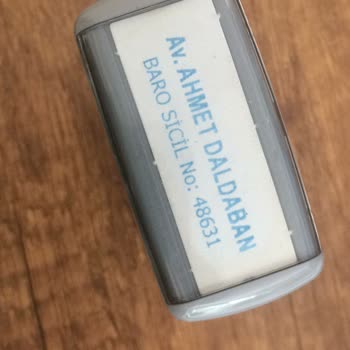 AV. AHMET DALDABAN
BARO SİCİL No: 48631